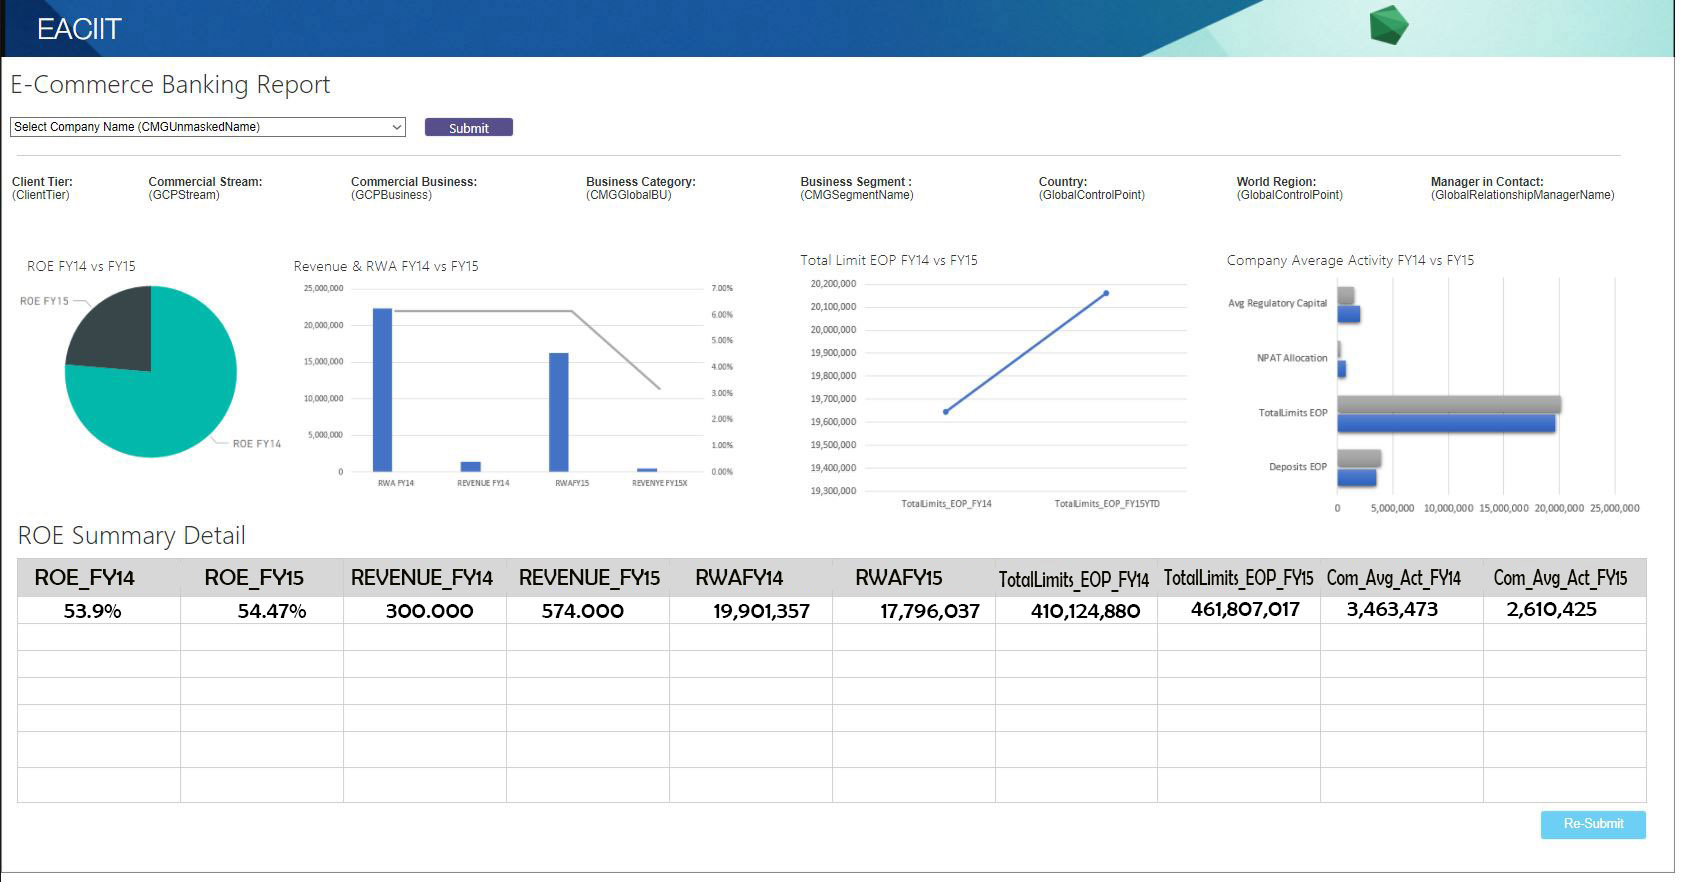 EACIIT
E-Commerce Banking Report
Select Company Name (CMGUnmaskedName)
Submit
Client Tier:
(ClientTier)
Commercial Stream:
(GCPStream)
Commercial Business:
(GCPBusiness)
Business Category:
(CMGGlobalBU)
Business Segment :
(CMGSegmentName)
Country:
(GlobalControlPoint)
World Region:
(GlobalControlPoint)
Manager in Contact:
(GlobalRelationshipManagerName)
ROE FY14 vs FY15
ROE FY15
ROE FY14
Revenue & RWA FY14 vs FY15
25,000,000
20,000,000
15,000,000
10,000,000
5,000,000
0
7.00%
6.00%
5.00%
4.00%
3.00%
2.00%
1.00%
0.00%
RWA FY14
REVENUE FY14
RWAFY15
REVENYE FY15X
Total Limit EOP FY14 vs FY15
20,200,000
20,100,000
20,000,000
19,900,000
19,800,000
19,700,000
19,600,000
19,500,000
19,400,000
19,300,000
TotalLimits_EOP_FY14
TotalLimits_EOP_FY15YTD
Company Average Activity FY14 vs FY15
Avg Regulatory Capital
NPAT Allocation
TotalLimits EOP
Deposits EOP
0 5,000,000 10,000,000 15,000,000 20,000,000 25,000,000
ROE Summary Detail
ROE_FY14 ROE_FY15 REVENUE_FY14 REVENUE_FY15 RWAFY14 RWAFY15 TotalLimits_EOP_FY14 TotalLimits_EOP_FY15 Com_Avg_Act_FY14 Com_Avg_Act_FY15
53.9% 54.47% 300.000 574.000 19,901,357 17,796,037 410,124,880 461,807,017 3,463,473 2,610,425
Re-Submit